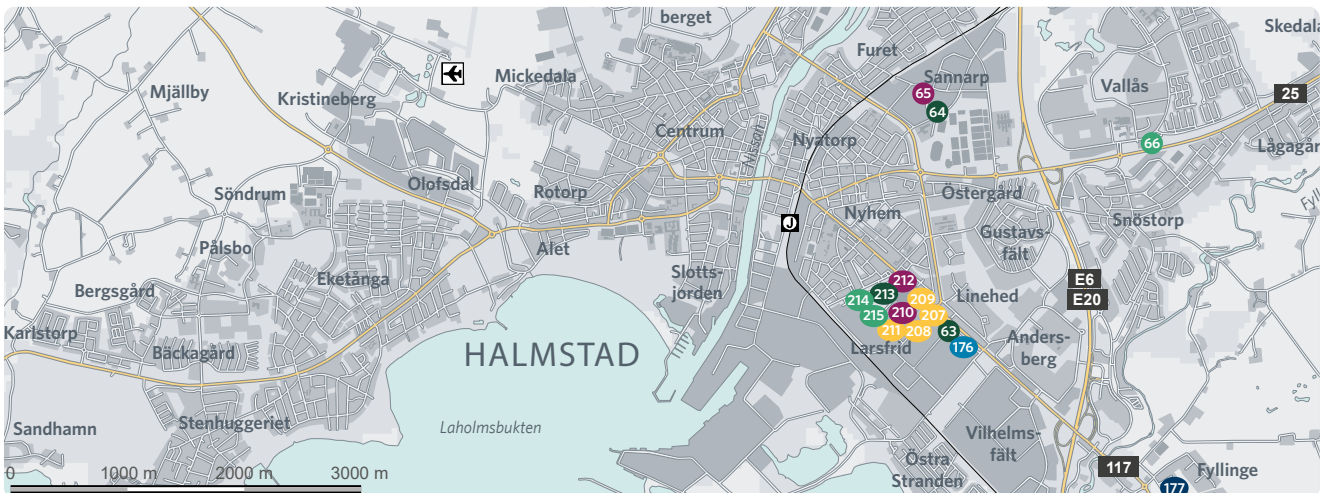 berget
Furet
Skedala
Mickedala
Sannarp
Mjällby
Kristineberg
65
Vallås
25
64
Centrum
Nissan
Nyatorp
66
Lågagår
Olofsdal
Rotorp
Söndrum
Östergård
Fyll
Nyhem
Snöstorp
J
Gustavs-
fält
Pålsbo
Alet
Slotts-
jorden
Eketånga
212
E6
Bergsgård
213
214
209
Linehed
E20
215
210
207
Karlstorp
211
208
63
Anders-
berg
Bäckagård
HALMSTAD
Larsfrid
176
Stenhuggeriet
Sandhamn
Laholmsbukten
Vilhelms-
fält
Östra
Stranden
117
Fyllinge
0 1000 m 2000 m 3000 m
177